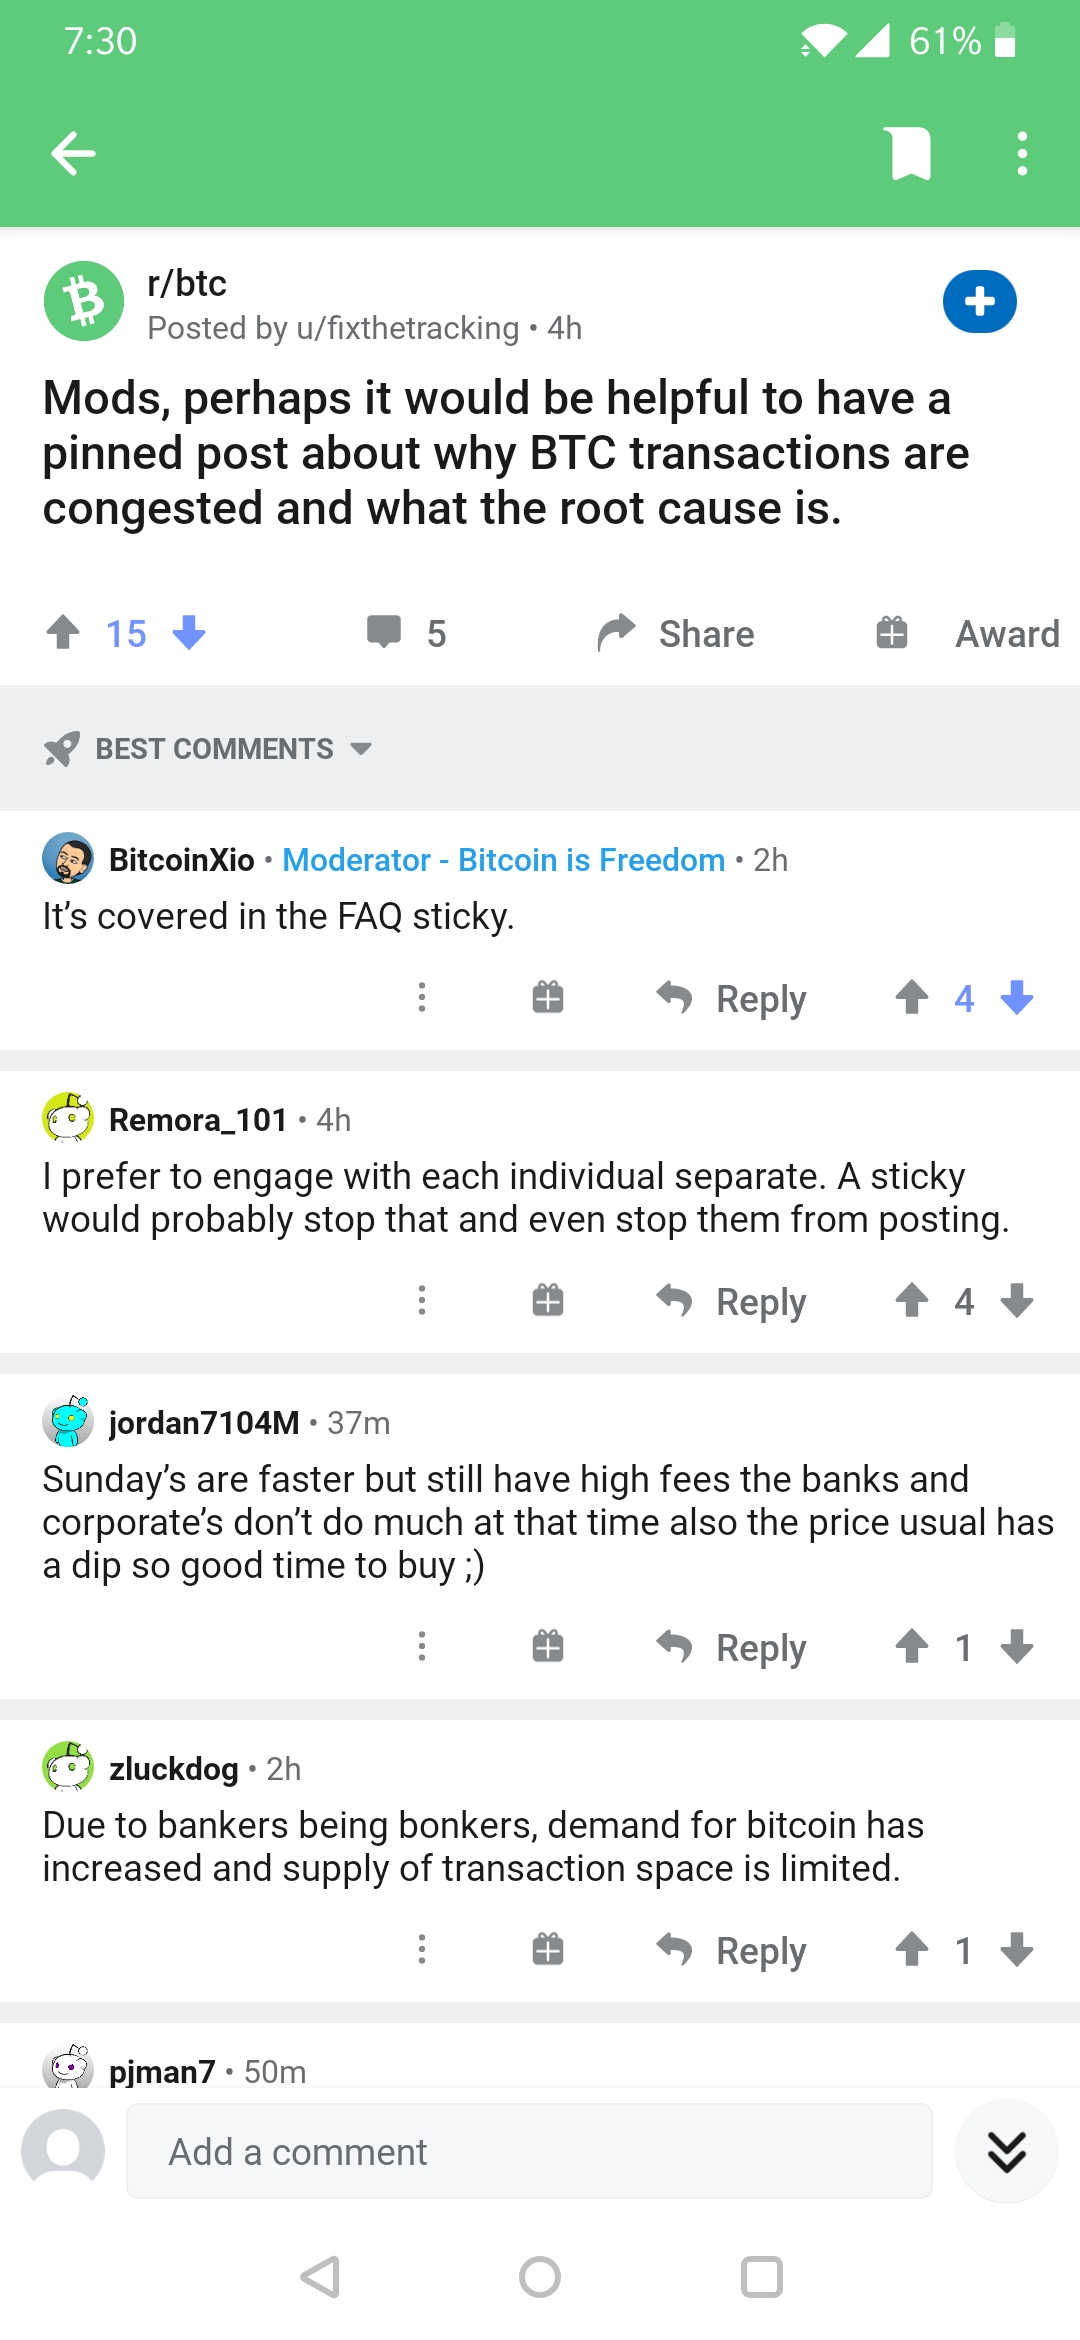 7:30
61%
r/btc
Posted by u/fixthetracking • 4h
Mods, perhaps it would be helpful to have a
pinned post about why BTC transactions are
congested and what the root cause is.
15
5
Share
Award
BEST COMMENTS
BitcoinXio • Moderator - Bitcoin is Freedom • 2h
It’s covered in the FAQ sticky.
Reply
4
Remora_101 • 4h
I prefer to engage with each individual separate. A sticky
would probably stop that and even stop them from posting.
Reply
4
jordan7104M • 37m
Sunday’s are faster but still have high fees the banks and
corporate’s don’t do much at that time also the price usual has
a dip so good time to buy ;)
Reply
1
zluckdog • 2h
Due to bankers being bonkers, demand for bitcoin has
increased and supply of transaction space is limited.
Reply
1
pjman7 • 50m
Add a comment